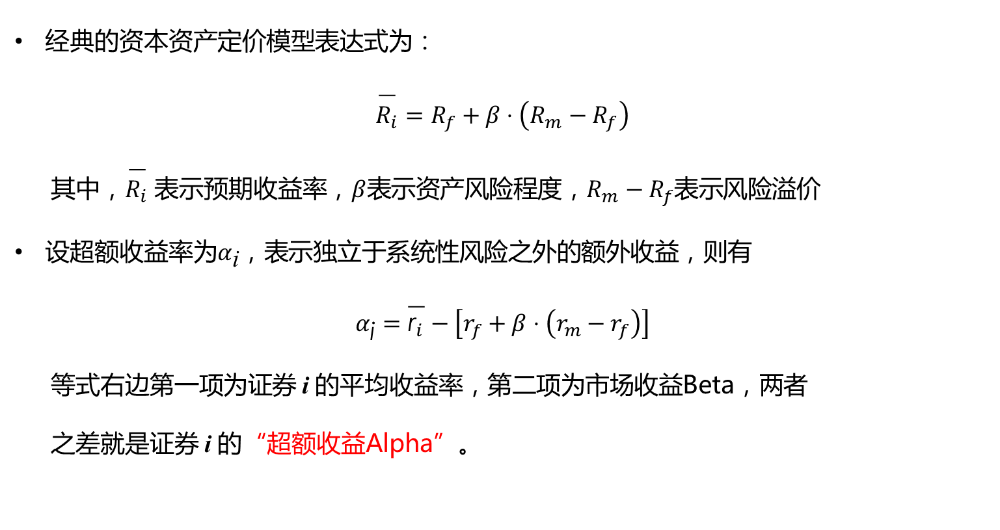 • 经典的资本资产定价模型表达式为：
$\overline{R_i} = R_f + \beta \cdot (R_m - R_f)$
其中，$\overline{R_i}$ 表示预期收益率，$\beta$表示资产风险程度，$R_m - R_f$表示风险溢价
• 设超额收益率为$\alpha_i$，表示独立于系统性风险之外的额外收益，则有
$\alpha_i = \overline{r_i} - [r_f + \beta \cdot (r_m - r_f)]$
等式右边第一项为证券 i 的平均收益率，第二项为市场收益Beta，两者
之差就是证券 i 的“超额收益Alpha”。